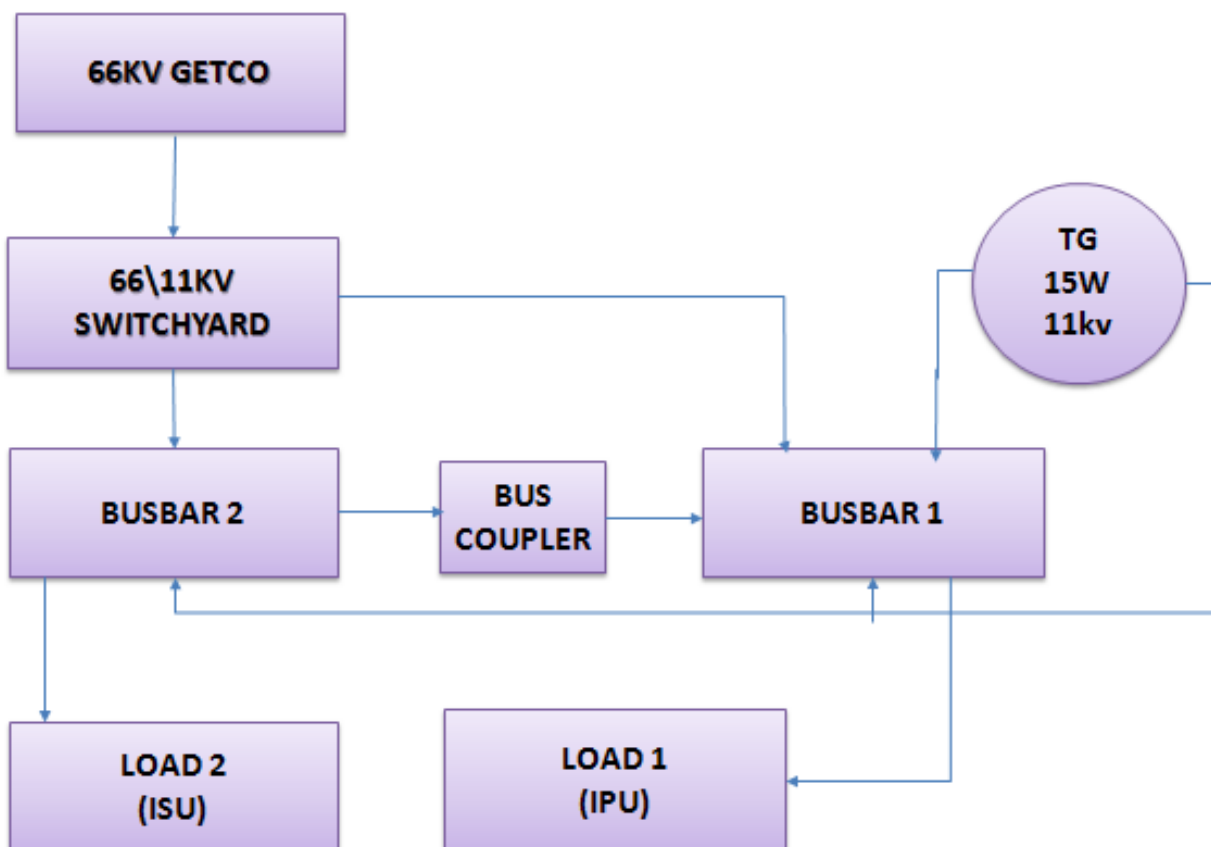 66KV GETCO
66\11KV
SWITCHYARD
TG
15W
11kv
BUSBAR 2
BUS
COUPLER
BUSBAR 1
LOAD 2
(ISU)
LOAD 1
(IPU)